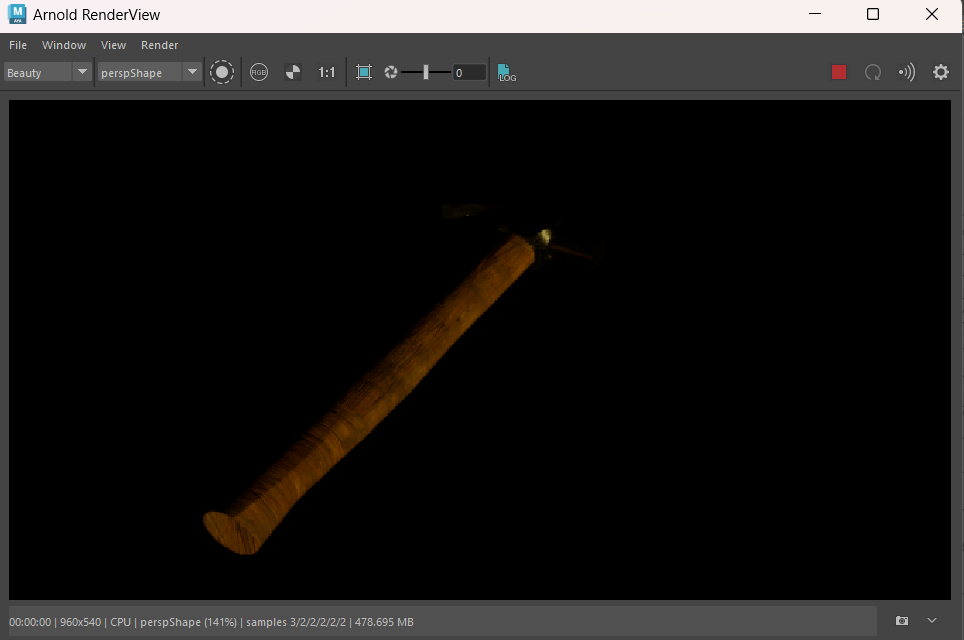 M
AYA
Arnold RenderView
File Window View Render
Beauty perspShape RGB 1:1 0 LOG
00:00:00 | 960x540 | CPU | perspShape (141%) | samples 3/2/2/2/2/2 | 478.695 MB